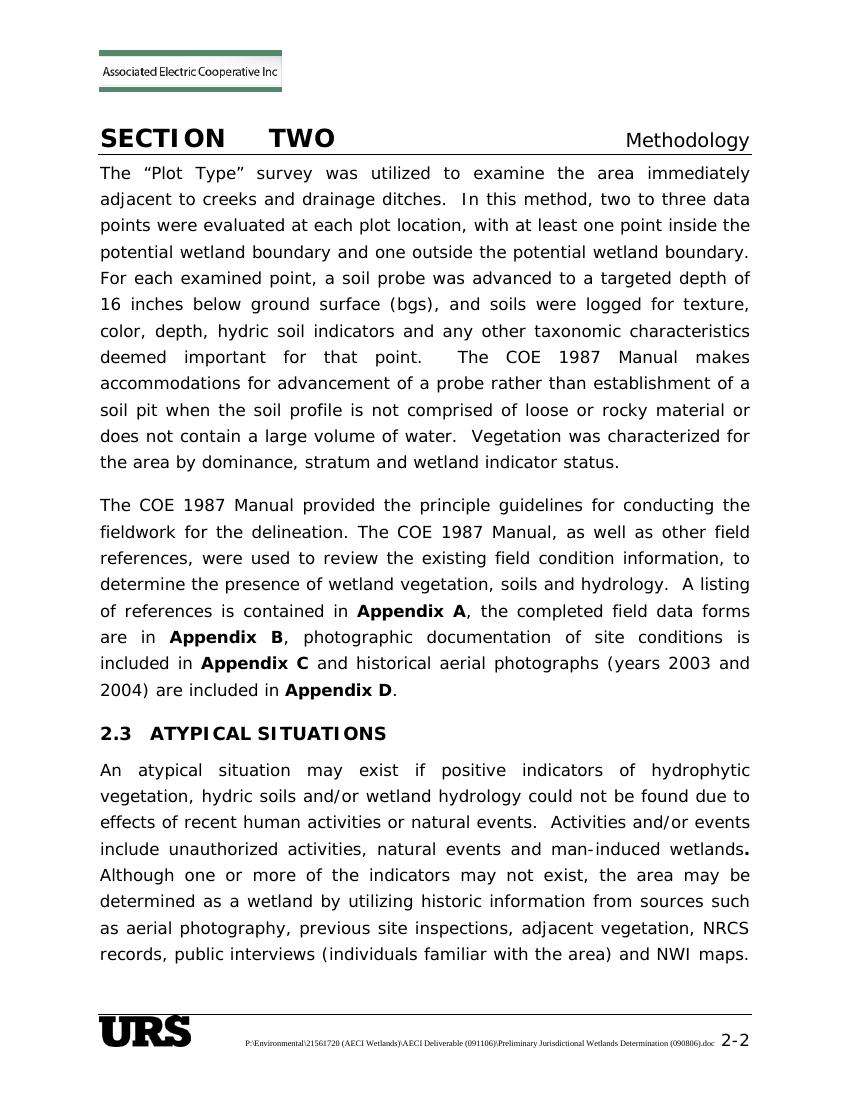 Associated Electric Cooperative Inc
SECTION TWO Methodology
The “Plot Type” survey was utilized to examine the area immediately
adjacent to creeks and drainage ditches. In this method, two to three data
points were evaluated at each plot location, with at least one point inside the
potential wetland boundary and one outside the potential wetland boundary.
For each examined point, a soil probe was advanced to a targeted depth of
16 inches below ground surface (bgs), and soils were logged for texture,
color, depth, hydric soil indicators and any other taxonomic characteristics
deemed important for that point. The COE 1987 Manual makes
accommodations for advancement of a probe rather than establishment of a
soil pit when the soil profile is not comprised of loose or rocky material or
does not contain a large volume of water. Vegetation was characterized for
the area by dominance, stratum and wetland indicator status.
The COE 1987 Manual provided the principle guidelines for conducting the
fieldwork for the delineation. The COE 1987 Manual, as well as other field
references, were used to review the existing field condition information, to
determine the presence of wetland vegetation, soils and hydrology. A listing
of references is contained in Appendix A, the completed field data forms
are in Appendix B, photographic documentation of site conditions is
included in Appendix C and historical aerial photographs (years 2003 and
2004) are included in Appendix D.
2.3 ATYPICAL SITUATIONS
An atypical situation may exist if positive indicators of hydrophytic
vegetation, hydric soils and/or wetland hydrology could not be found due to
effects of recent human activities or natural events. Activities and/or events
include unauthorized activities, natural events and man-induced wetlands.
Although one or more of the indicators may not exist, the area may be
determined as a wetland by utilizing historic information from sources such
as aerial photography, previous site inspections, adjacent vegetation, NRCS
records, public interviews (individuals familiar with the area) and NWI maps.
URS P:\Environmental\21561720 (AECI Wetlands)\AECI Deliverable (091106)\Preliminary Jurisdictional Wetlands Determination (090806).doc 2-2